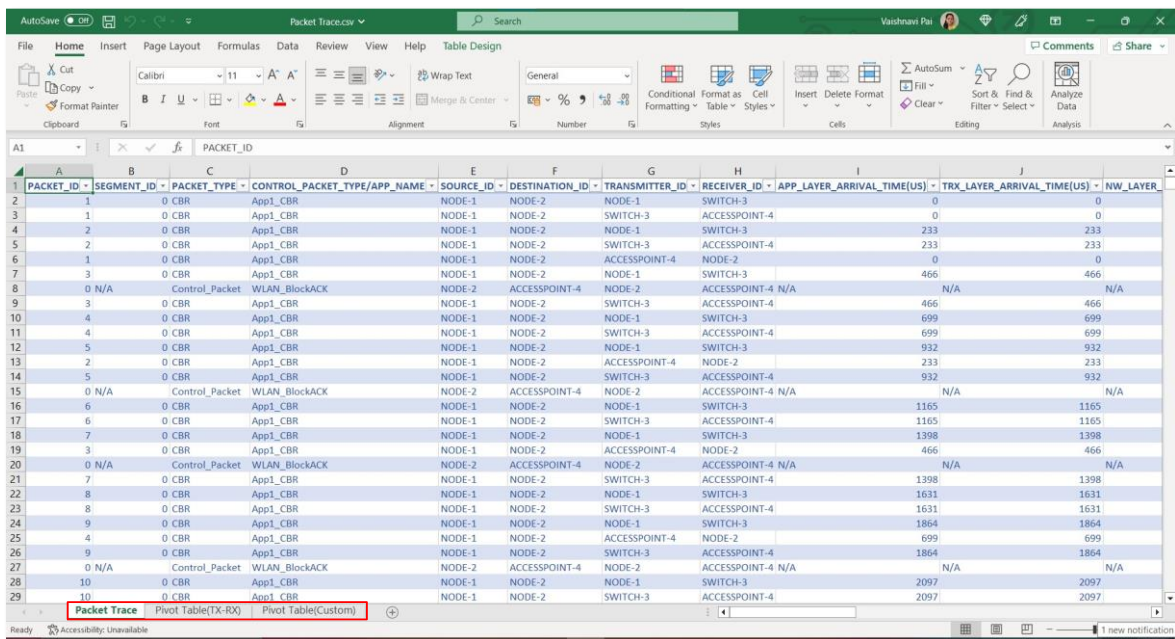 AutoSave Off Packet Trace.csv Search Vaishnavi Pai
File Home Insert Page Layout Formulas Data Review View Help Table Design Comments Share
Cut Calibri 11 A A Wrap Text General Conditional Format as Cell Insert Delete Format AutoSum Sort & Find & Analyze
Paste Copy B I U A Merge & Center % Formatting Table Styles Fill Filter Select Data
Format Painter Clear
Clipboard Font Alignment Number Styles Cells Editing Analysis
A1 fx PACKET_ID
A B C D E F G H I J
1 PACKET_ID SEGMENT_ID PACKET_TYPE CONTROL_PACKET_TYPE/APP_NAME SOURCE_ID DESTINATION_ID TRANSMITTER_ID RECEIVER_ID APP_LAYER_ARRIVAL_TIME(US) TRX_LAYER_ARRIVAL_TIME(US) NW_LAYER_
2 1 0 CBR App1_CBR NODE-1 NODE-2 NODE-1 SWITCH-3 0 0
3 1 0 CBR App1_CBR NODE-1 NODE-2 SWITCH-3 ACCESSPOINT-4 0 0
4 2 0 CBR App1_CBR NODE-1 NODE-2 NODE-1 SWITCH-3 233 233
5 2 0 CBR App1_CBR NODE-1 NODE-2 SWITCH-3 ACCESSPOINT-4 233 233
6 1 0 CBR App1_CBR NODE-1 NODE-2 ACCESSPOINT-4 NODE-2 0 0
7 3 0 CBR App1_CBR NODE-1 NODE-2 NODE-1 SWITCH-3 466 466
8 0 N/A Control_Packet WLAN_BlockACK NODE-2 ACCESSPOINT-4 NODE-2 ACCESSPOINT-4 N/A N/A N/A
9 3 0 CBR App1_CBR NODE-1 NODE-2 SWITCH-3 ACCESSPOINT-4 466 466
10 4 0 CBR App1_CBR NODE-1 NODE-2 NODE-1 SWITCH-3 699 699
11 4 0 CBR App1_CBR NODE-1 NODE-2 SWITCH-3 ACCESSPOINT-4 699 699
12 5 0 CBR App1_CBR NODE-1 NODE-2 NODE-1 SWITCH-3 932 932
13 2 0 CBR App1_CBR NODE-1 NODE-2 ACCESSPOINT-4 NODE-2 233 233
14 5 0 CBR App1_CBR NODE-1 NODE-2 SWITCH-3 ACCESSPOINT-4 932 932
15 0 N/A Control_Packet WLAN_BlockACK NODE-2 ACCESSPOINT-4 NODE-2 ACCESSPOINT-4 N/A N/A N/A
16 6 0 CBR App1_CBR NODE-1 NODE-2 NODE-1 SWITCH-3 1165 1165
17 6 0 CBR App1_CBR NODE-1 NODE-2 SWITCH-3 ACCESSPOINT-4 1165 1165
18 7 0 CBR App1_CBR NODE-1 NODE-2 NODE-1 SWITCH-3 1398 1398
19 3 0 CBR App1_CBR NODE-1 NODE-2 ACCESSPOINT-4 NODE-2 466 466
20 0 N/A Control_Packet WLAN_BlockACK NODE-2 ACCESSPOINT-4 NODE-2 ACCESSPOINT-4 N/A N/A N/A
21 7 0 CBR App1_CBR NODE-1 NODE-2 SWITCH-3 ACCESSPOINT-4 1398 1398
22 8 0 CBR App1_CBR NODE-1 NODE-2 NODE-1 SWITCH-3 1631 1631
23 8 0 CBR App1_CBR NODE-1 NODE-2 SWITCH-3 ACCESSPOINT-4 1631 1631
24 9 0 CBR App1_CBR NODE-1 NODE-2 NODE-1 SWITCH-3 1864 1864
25 4 0 CBR App1_CBR NODE-1 NODE-2 ACCESSPOINT-4 NODE-2 699 699
26 9 0 CBR App1_CBR NODE-1 NODE-2 SWITCH-3 ACCESSPOINT-4 1864 1864
27 0 N/A Control_Packet WLAN_BlockACK NODE-2 ACCESSPOINT-4 NODE-2 ACCESSPOINT-4 N/A N/A N/A
28 10 0 CBR App1_CBR NODE-1 NODE-2 NODE-1 SWITCH-3 2097 2097
29 10 0 CBR App1_CBR NODE-1 NODE-2 SWITCH-3 ACCESSPOINT-4 2097 2097
Packet Trace Pivot Table(TX-RX) Pivot Table(Custom)
Ready Accessibility: Unavailable 1 new notification